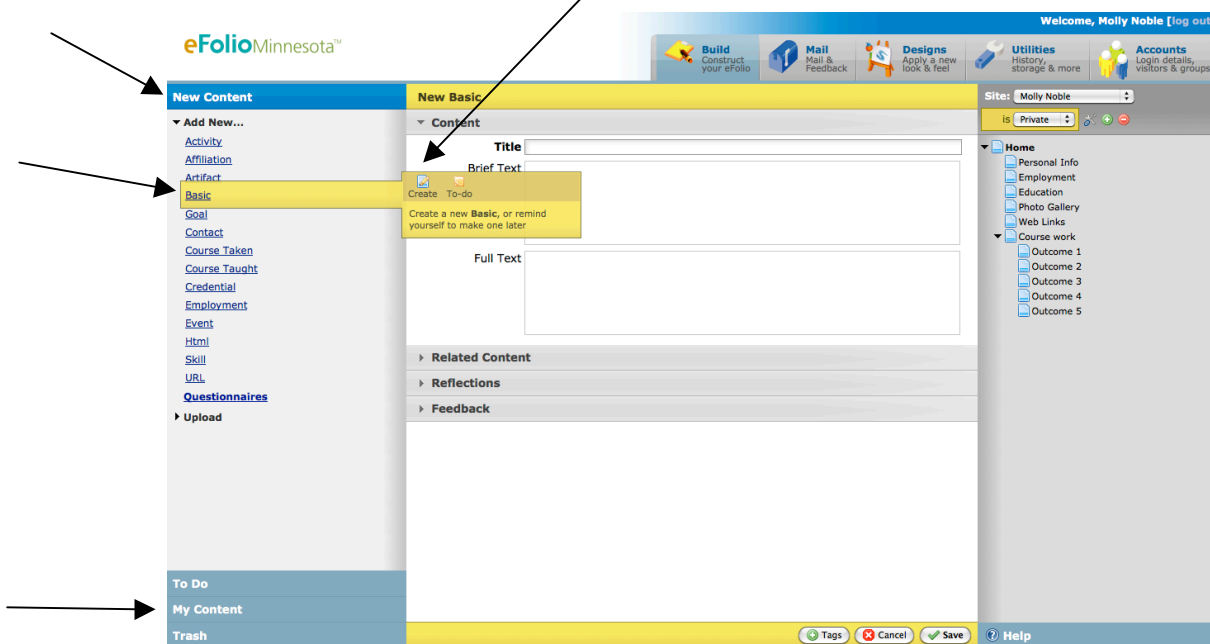 Welcome, Molly Noble [log out
eFolioMinnesota™
Build
Construct
your eFolio
Mail
Mail &
Feedback
Designs
Apply a new
look & feel
Utilities
History,
storage & more
Accounts
Login details,
visitors & groups
New Content
Add New...
Activity
Affiliation
Artifact
Basic
Goal
Contact
Course Taken
Course Taught
Credential
Employment
Event
Html
Skill
URL
Questionnaires
Upload
To Do
My Content
Trash
New Basic
Content
Title
Brief Text
Create To-do
Create a new Basic, or remind
yourself to make one later
Full Text
Related Content
Reflections
Feedback
Tags Cancel Save
Site: Molly Noble
is Private
Home
Personal Info
Employment
Education
Photo Gallery
Web Links
Course work
Outcome 1
Outcome 2
Outcome 3
Outcome 4
Outcome 5
Help